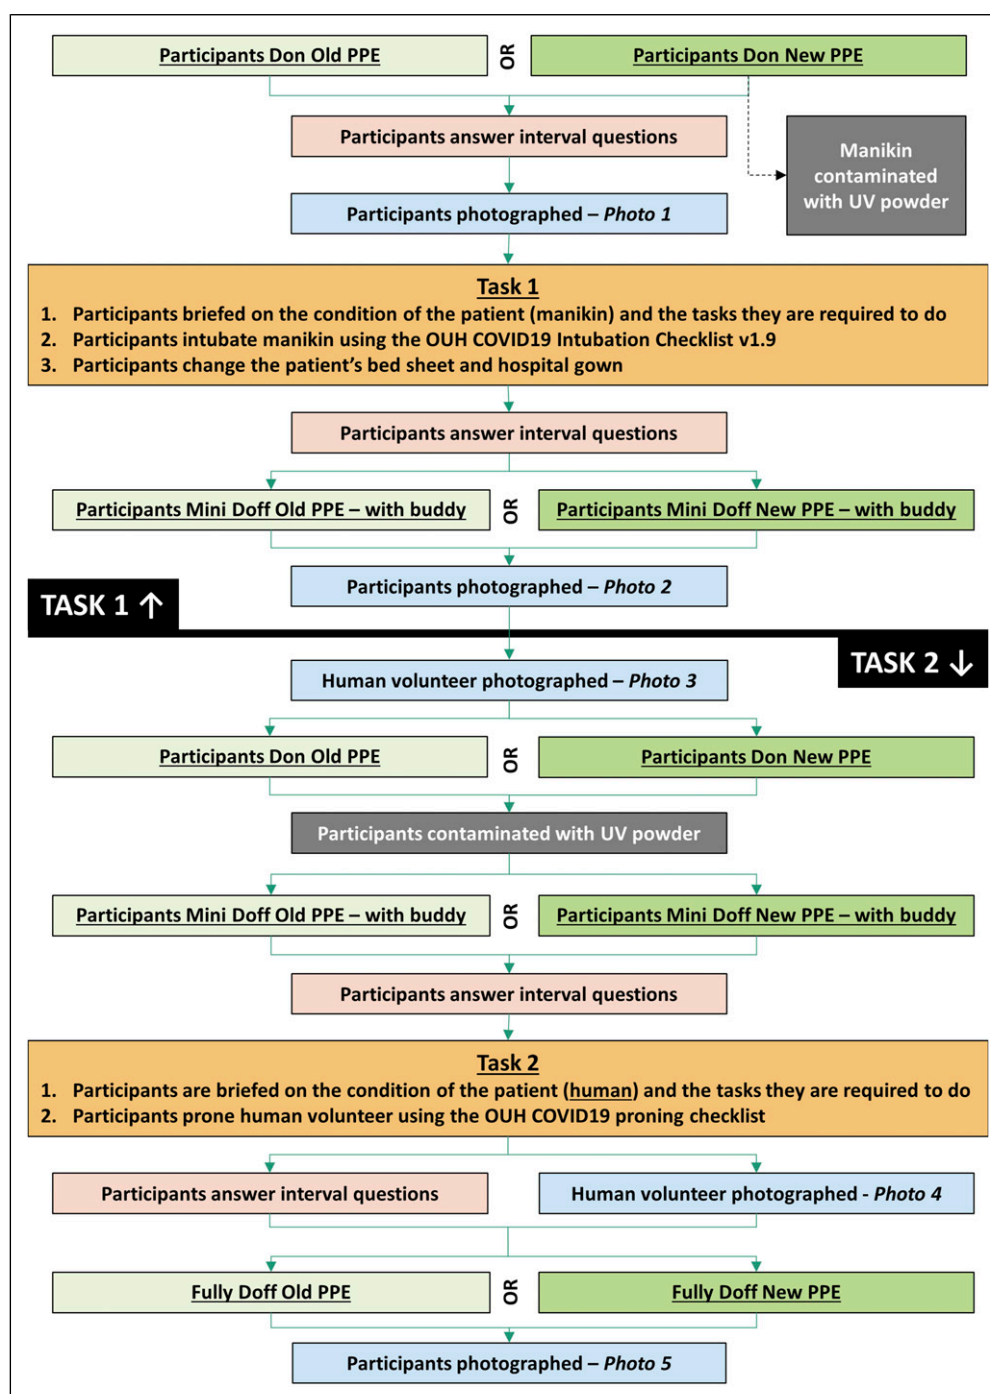 Participants Don Old PPE
OR
Participants Don New PPE
Participants answer interval questions
Manikin
contaminated
with UV powder
Participants photographed – Photo 1
Task 1
1. Participants briefed on the condition of the patient (manikin) and the tasks they are required to do
2. Participants intubate manikin using the OUH COVID19 Intubation Checklist v1.9
3. Participants change the patient's bed sheet and hospital gown
Participants answer interval questions
Participants Mini Doff Old PPE – with buddy
OR
Participants Mini Doff New PPE – with buddy
Participants photographed – Photo 2
TASK 1 ↑
TASK 2 ↓
Human volunteer photographed – Photo 3
Participants Don Old PPE
OR
Participants Don New PPE
Participants contaminated with UV powder
Participants Mini Doff Old PPE – with buddy
OR
Participants Mini Doff New PPE – with buddy
Participants answer interval questions
Task 2
1. Participants are briefed on the condition of the patient (human) and the tasks they are required to do
2. Participants prone human volunteer using the OUH COVID19 proning checklist
Participants answer interval questions
Human volunteer photographed - Photo 4
Fully Doff Old PPE
OR
Fully Doff New PPE
Participants photographed – Photo 5